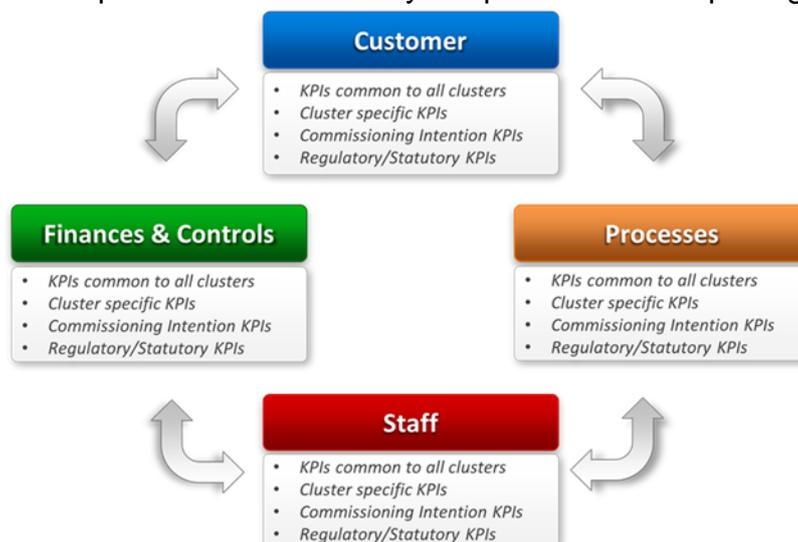 Customer
• KPIs common to all clusters
• Cluster specific KPIs
• Commissioning Intention KPIs
• Regulatory/Statutory KPIs
Finances & Controls
• KPIs common to all clusters
• Cluster specific KPIs
• Commissioning Intention KPIs
• Regulatory/Statutory KPIs
Processes
• KPIs common to all clusters
• Cluster specific KPIs
• Commissioning Intention KPIs
• Regulatory/Statutory KPIs
Staff
• KPIs common to all clusters
• Cluster specific KPIs
• Commissioning Intention KPIs
• Regulatory/Statutory KPIs